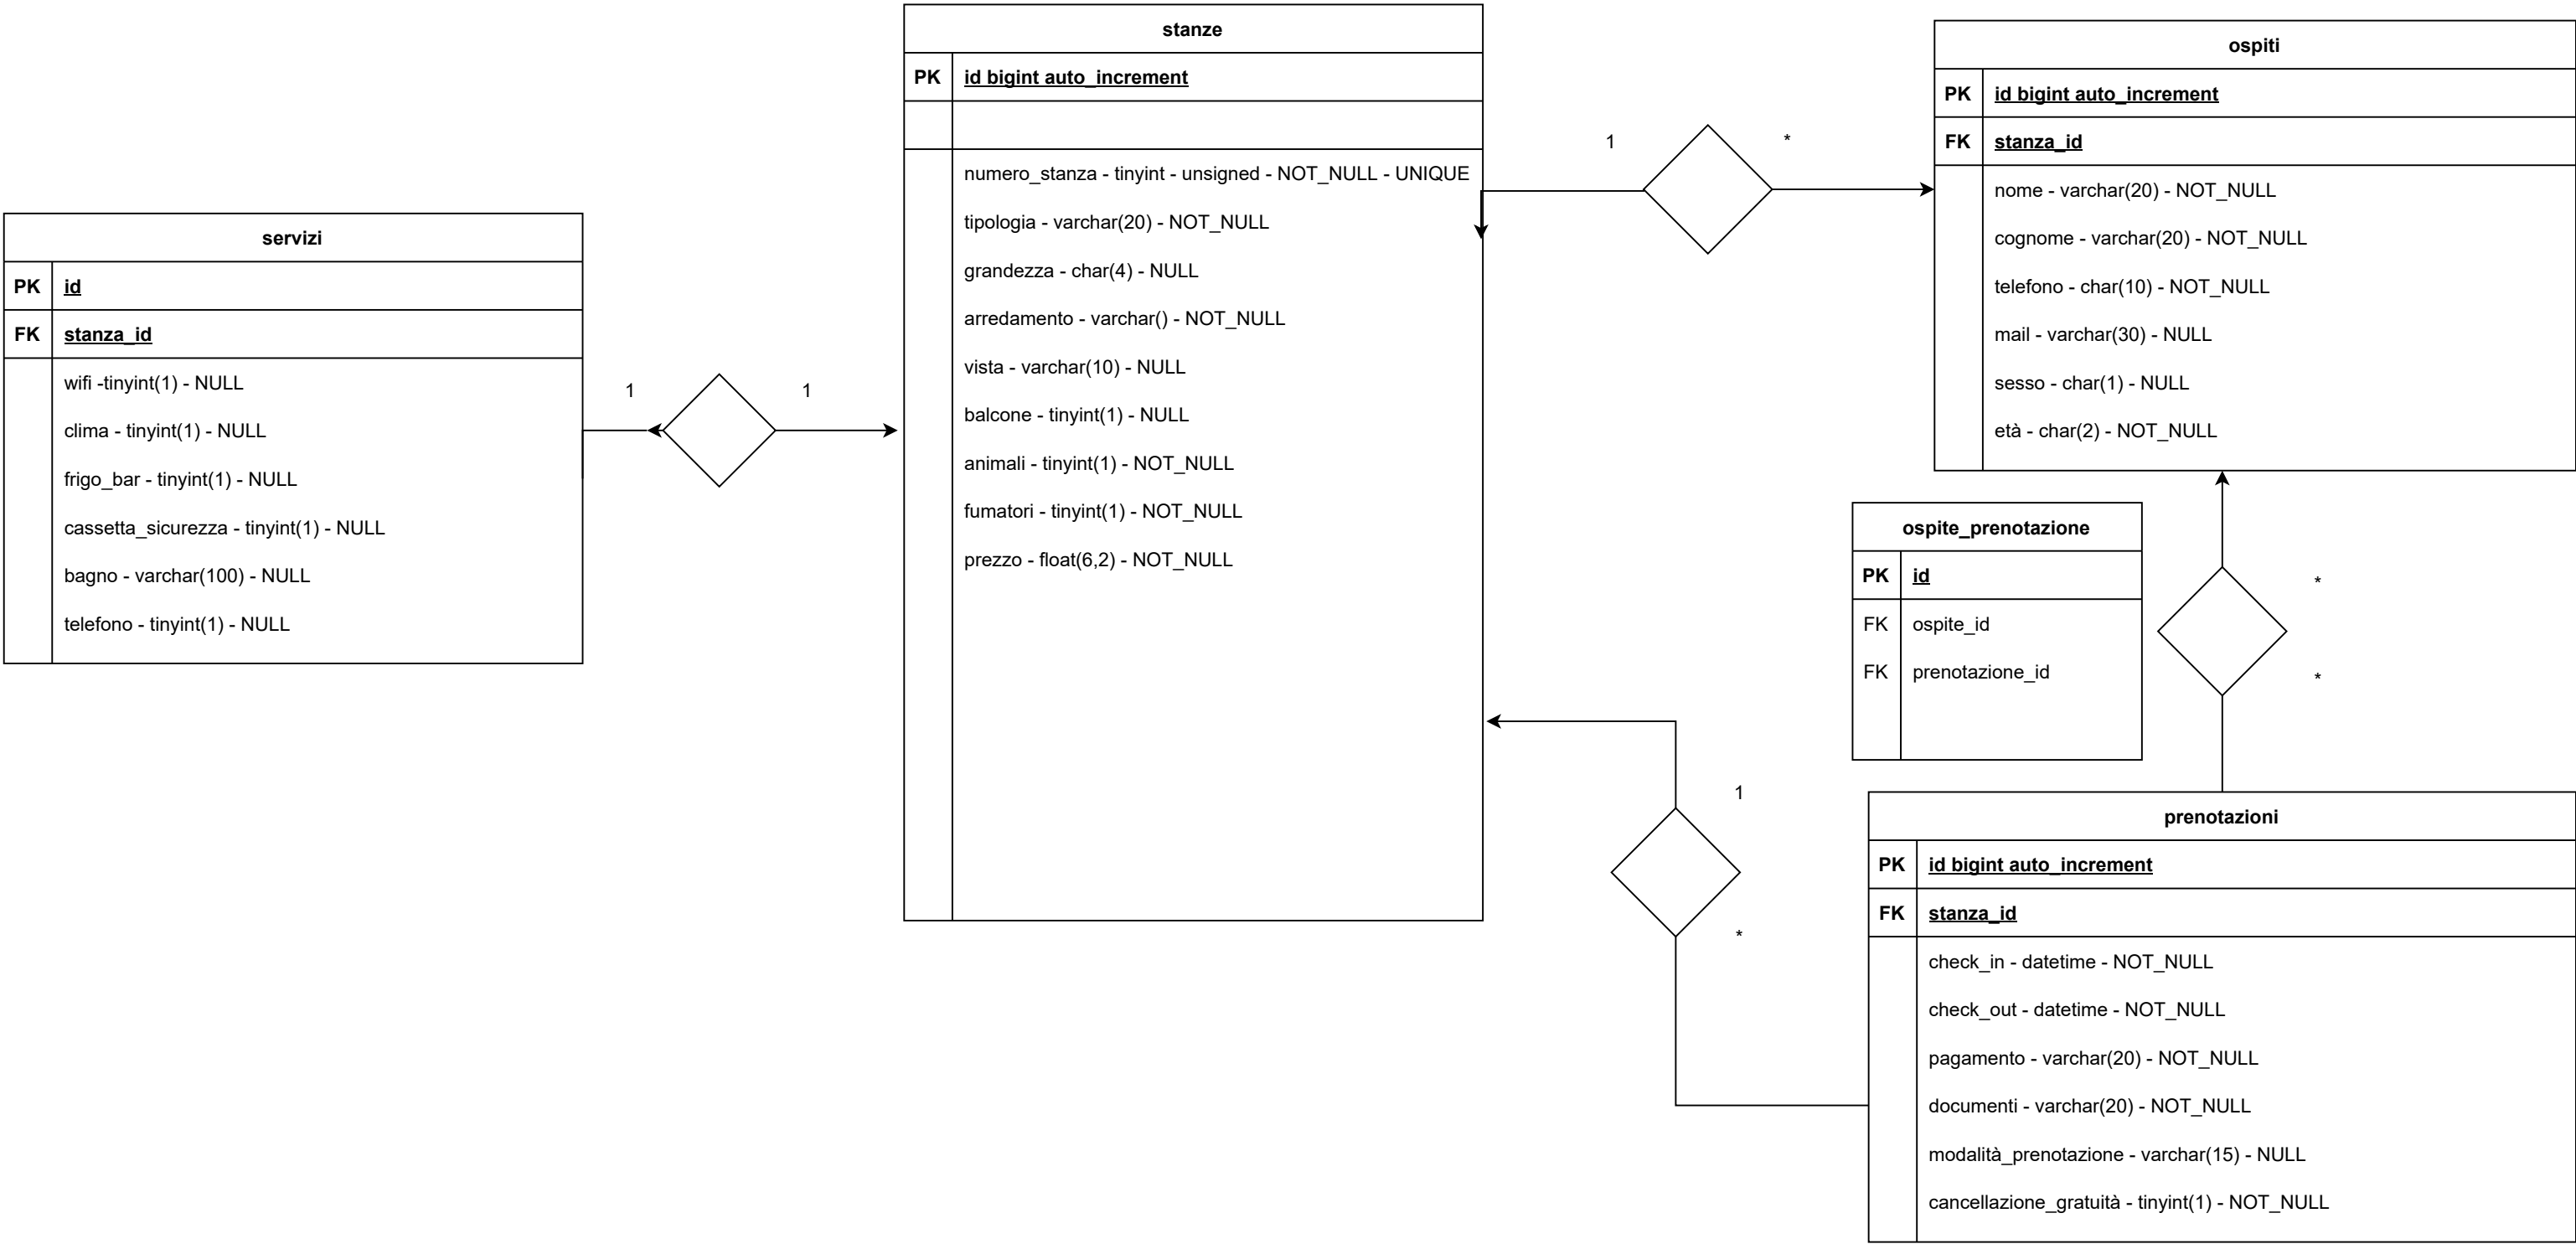 servizi
PK id
FK stanza_id
wifi -tinyint(1) - NULL
clima - tinyint(1) - NULL
frigo_bar - tinyint(1) - NULL
cassetta_sicurezza - tinyint(1) - NULL
bagno - varchar(100) - NULL
telefono - tinyint(1) - NULL
1
1
stanze
PK id bigint auto_increment
numero_stanza - tinyint - unsigned - NOT_NULL - UNIQUE
tipologia - varchar(20) - NOT_NULL
grandezza - char(4) - NULL
arredamento - varchar() - NOT_NULL
vista - varchar(10) - NULL
balcone - tinyint(1) - NULL
animali - tinyint(1) - NOT_NULL
fumatori - tinyint(1) - NOT_NULL
prezzo - float(6,2) - NOT_NULL
1
*
ospiti
PK id bigint auto_increment
FK stanza_id
nome - varchar(20) - NOT_NULL
cognome - varchar(20) - NOT_NULL
telefono - char(10) - NOT_NULL
mail - varchar(30) - NULL
sesso - char(1) - NULL
età - char(2) - NOT_NULL
ospite_prenotazione
PK id
FK ospite_id
FK prenotazione_id
*
*
1
*
prenotazioni
PK id bigint auto_increment
FK stanza_id
check_in - datetime - NOT_NULL
check_out - datetime - NOT_NULL
pagamento - varchar(20) - NOT_NULL
documenti - varchar(20) - NOT_NULL
modalità_prenotazione - varchar(15) - NULL
cancellazione_gratuità - tinyint(1) - NOT_NULL